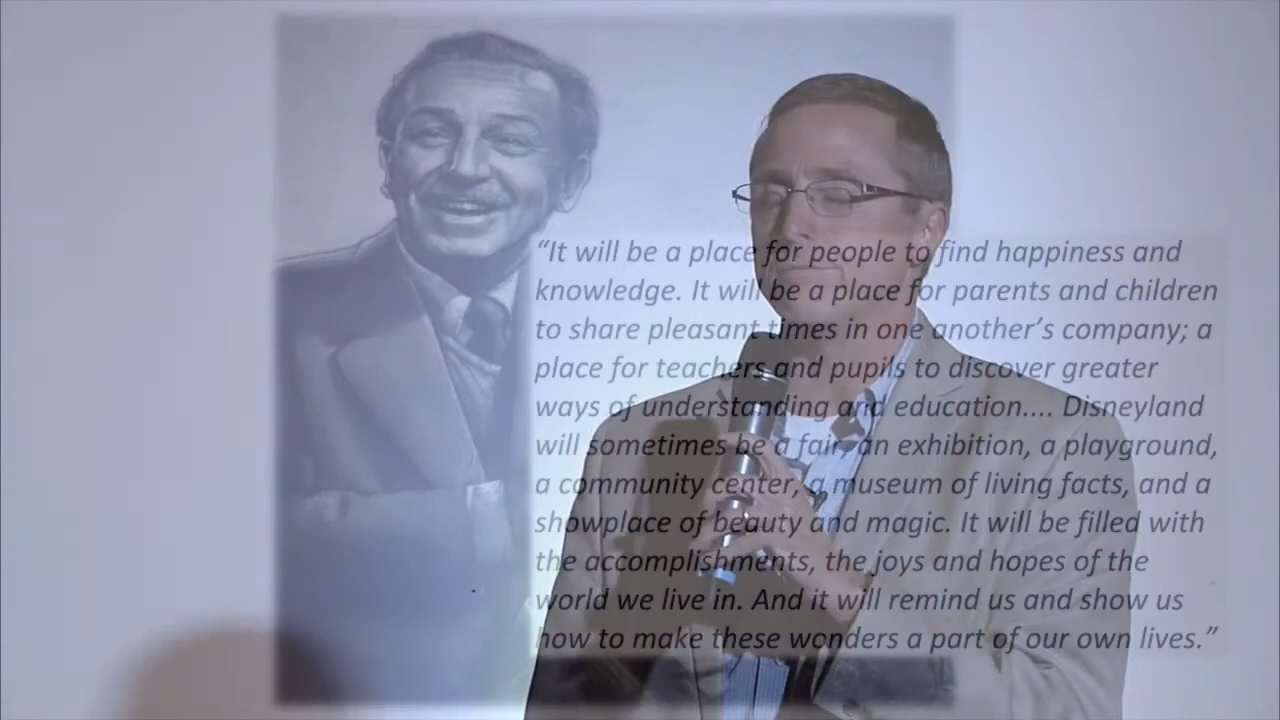 “It will be a place for people to find happiness and
knowledge. It will be a place for parents and children
to share pleasant times in one another’s company; a
place for teachers and pupils to discover greater
ways of understanding and education.... Disneyland
will sometimes be a fair, an exhibition, a playground,
a community center, a museum of living facts, and a
showplace of beauty and magic. It will be filled with
the accomplishments, the joys and hopes of the
world we live in. And it will remind us and show us
how to make these wonders a part of our own lives.”